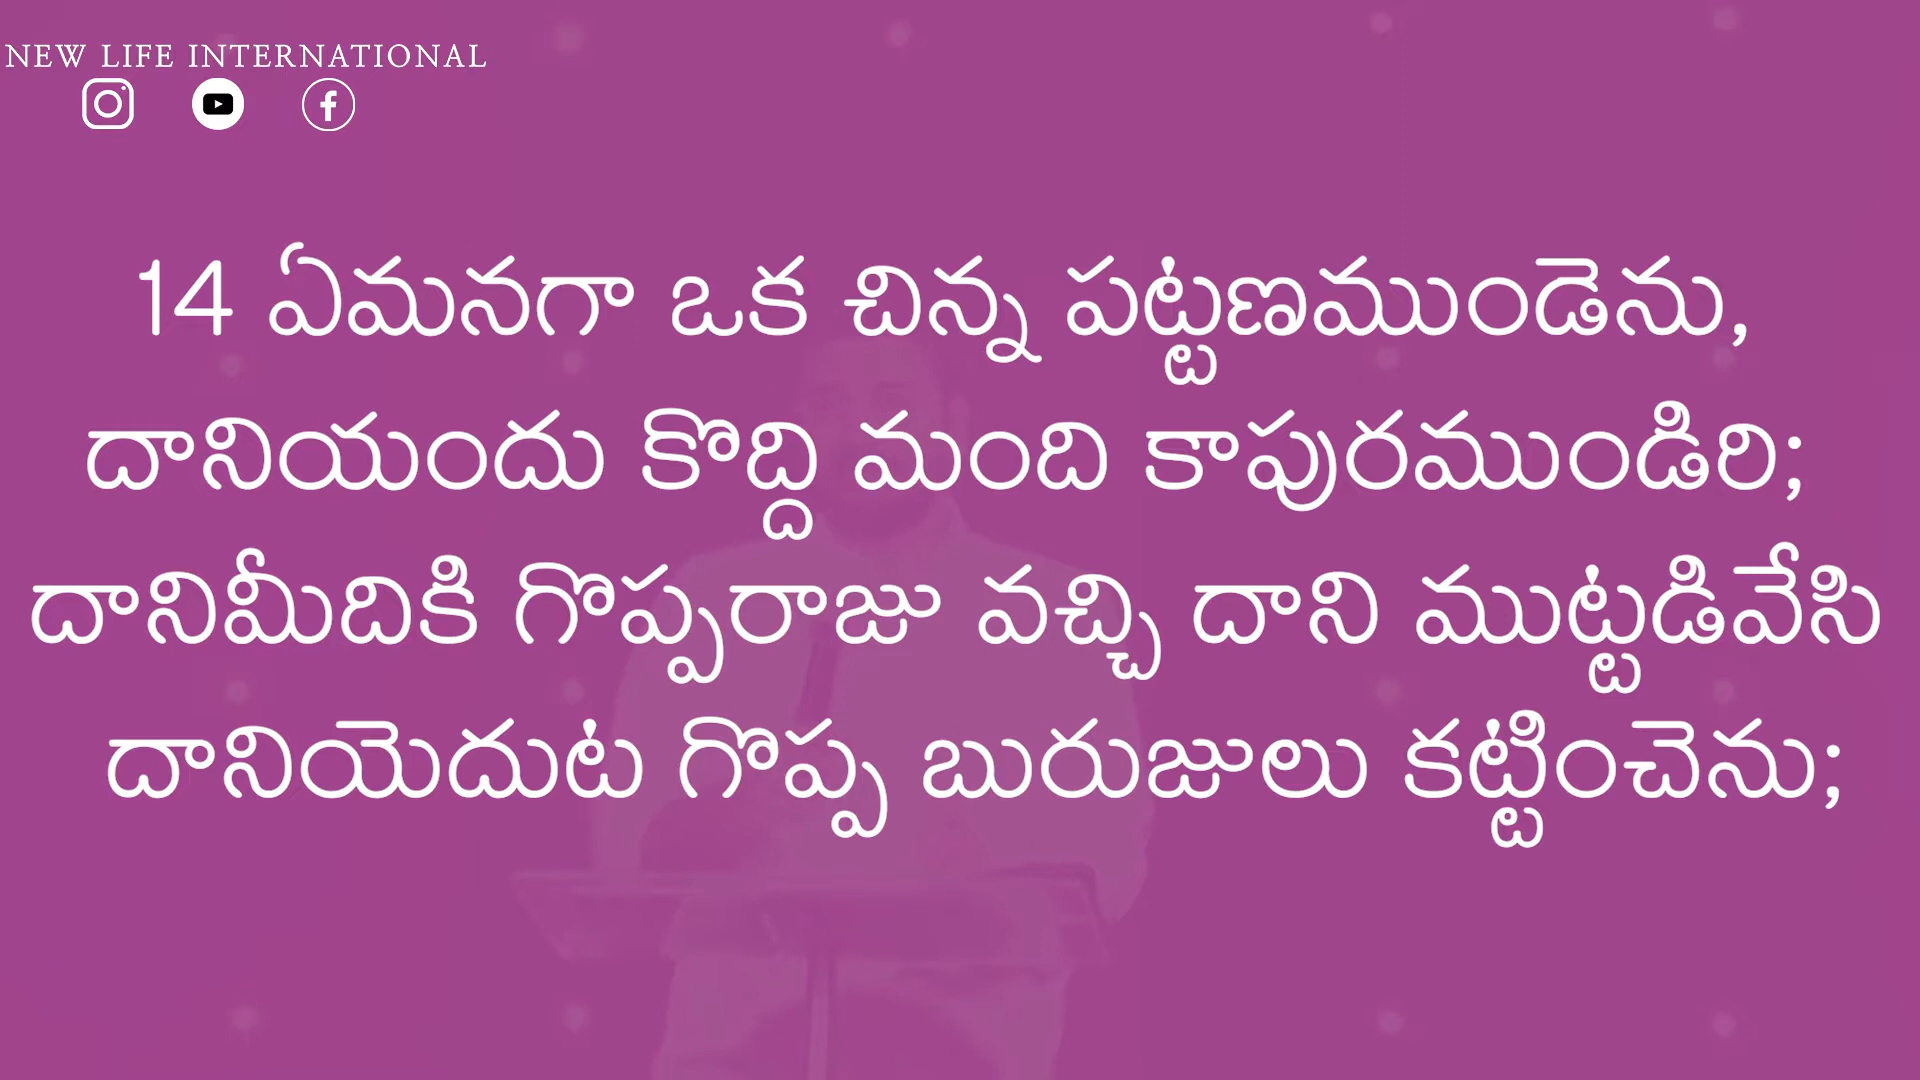 NEW LIFE INTERNATIONAL
14 ఏమనగా ఒక చిన్న పట్టణముండెను,
దానియందు కొద్ది మంది కాపురముండిరి;
దానిమీదికి గొప్పరాజు వచ్చి దాని ముట్టడివేసి
దానియెదుట గొప్ప బురుజులు కట్టించెను;